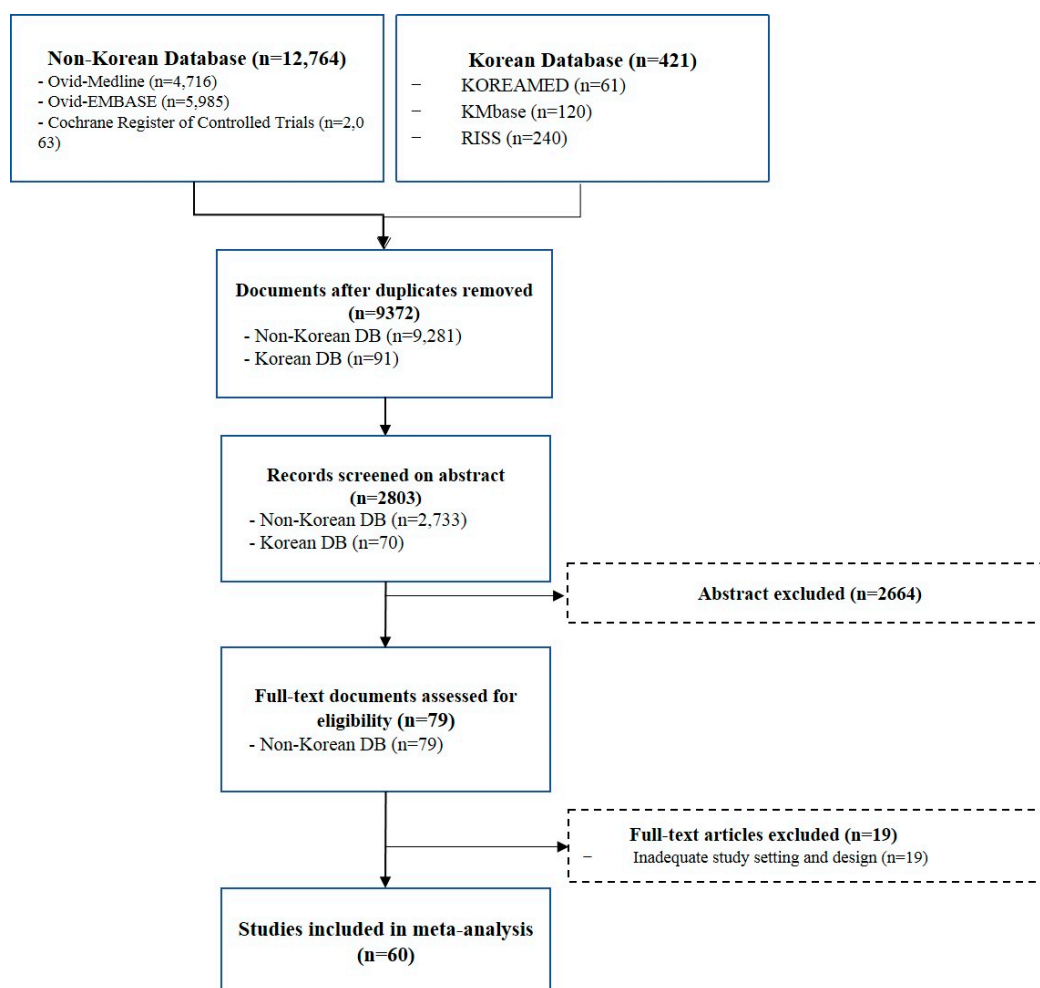 Non-Korean Database (n=12,764)
- Ovid-Medline (n=4,716)
- Ovid-EMBASE (n=5,985)
- Cochrane Register of Controlled Trials (n=2,0
63)
Korean Database (n=421)
– KOREAMED (n=61)
– KMbase (n=120)
– RISS (n=240)
Documents after duplicates removed
(n=9372)
- Non-Korean DB (n=9,281)
- Korean DB (n=91)
Records screened on abstract
(n=2803)
- Non-Korean DB (n=2,733)
- Korean DB (n=70)
Abstract excluded (n=2664)
Full-text documents assessed for
eligibility (n=79)
- Non-Korean DB (n=79)
Full-text articles excluded (n=19)
– Inadequate study setting and design (n=19)
Studies included in meta-analysis
(n=60)